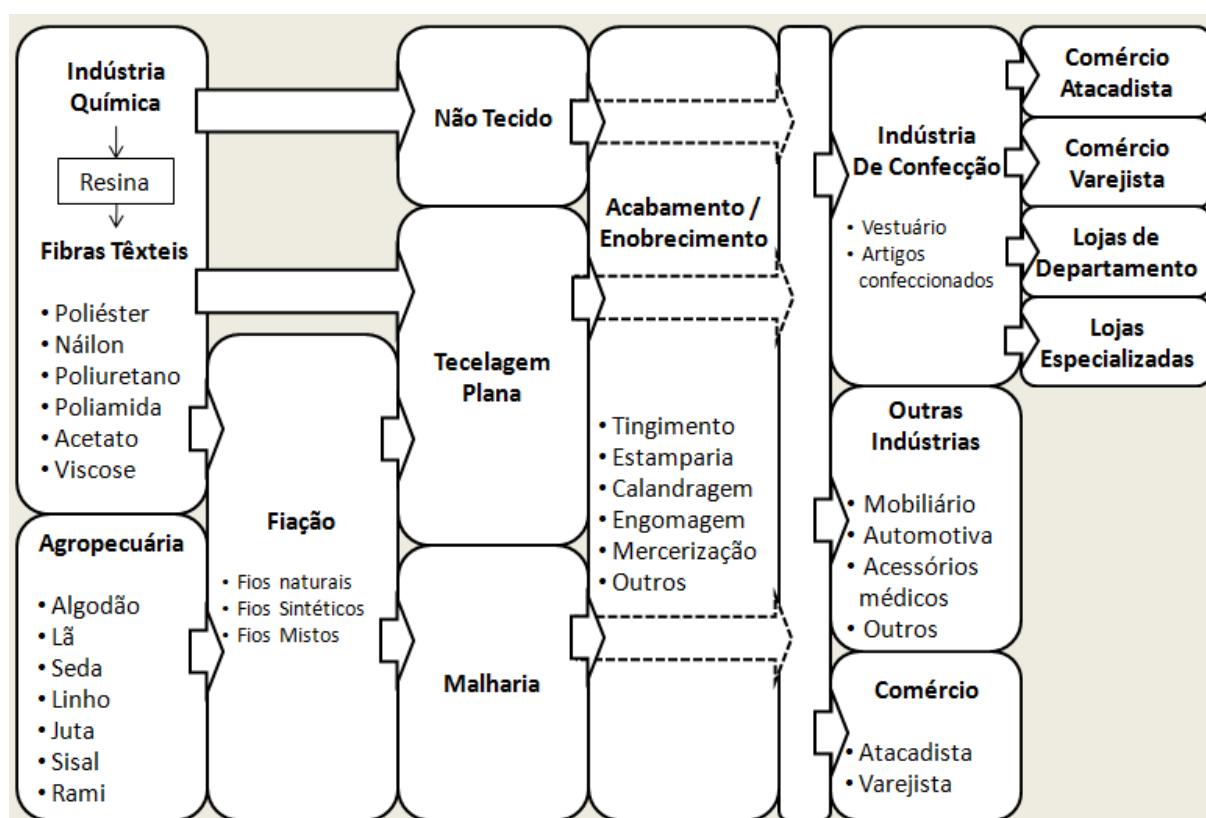 Indústria
Química
Resina
Fibras Têxteis
• Poliéster
• Náilon
• Poliuretano
• Poliamida
• Acetato
• Viscose
Agropecuária
• Algodão
• Lã
• Seda
• Linho
• Juta
• Sisal
• Rami
Fiação
• Fios naturais
• Fios Sintéticos
• Fios Mistos
Não Tecido
Tecelagem
Plana
Malharia
Acabamento /
Enobrecimento
• Tingimento
• Estamparia
• Calandragem
• Engomagem
• Mercerização
• Outros
Indústria
De Confecção
• Vestuário
• Artigos
confeccionados
Outras
Indústrias
• Mobiliário
• Automotiva
• Acessórios
médicos
• Outros
Comércio
• Atacadista
• Varejista
Comércio
Atacadista
Comércio
Varejista
Lojas de
Departamento
Lojas
Especializadas